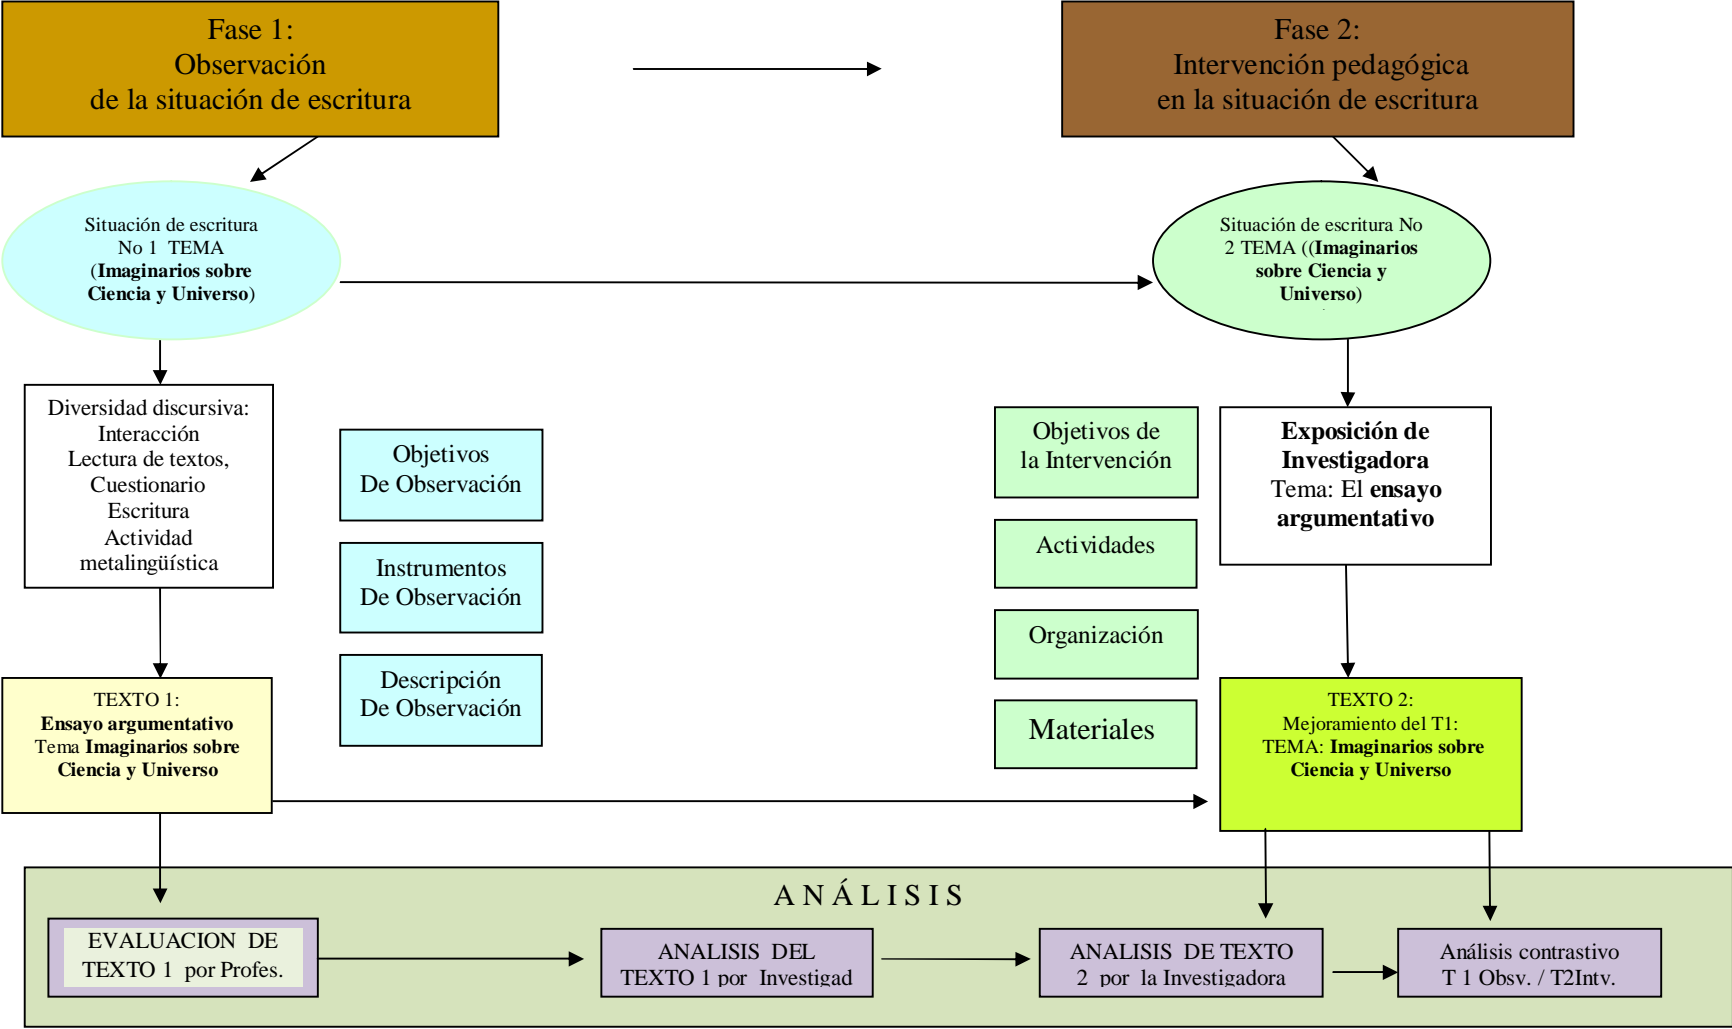 Fase 1:
Observación
de la situación de escritura
Fase 2:
Intervención pedagógica
en la situación de escritura
Situación de escritura
No 1 TEMA
(Imaginarios sobre
Ciencia y Universo)
Situación de escritura No
2 TEMA ((Imaginarios
sobre Ciencia y
Universo)
Diversidad discursiva:
Interacción
Lectura de textos,
Cuestionario
Escritura
Actividad
metalingüística
Objetivos
De Observación
Instrumentos
De Observación
Descripción
De Observación
Objetivos de
la Intervención
Actividades
Organización
Materiales
Exposición de
Investigadora
Tema: El ensayo
argumentativo
TEXTO 1:
Ensayo argumentativo
Tema Imaginarios sobre
Ciencia y Universo
TEXTO 2:
Mejoramiento del T1:
TEMA: Imaginarios sobre
Ciencia y Universo
A N Á L I S I S
EVALUACION DE
TEXTO 1 por Profes.
ANALISIS DEL
TEXTO 1 por Investigad
ANALISIS DE TEXTO
2 por la Investigadora
Análisis contrastivo
T 1 Obsv. / T2Intv.